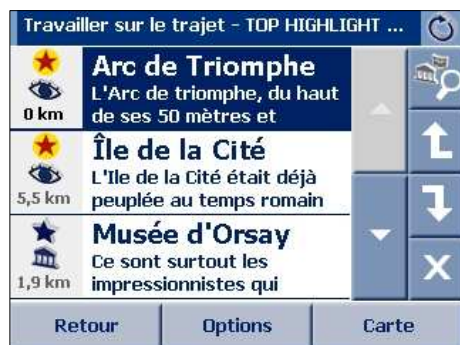 Travailler sur le trajet - TOP HIGHLIGHT ...
Arc de Triomphe
L'Arc de triomphe, du haut
0 km
de ses 50 mètres et
Île de la Cité
L'Ile de la Cité était déjà
5,5 km
peuplée au temps romain
Musée d'Orsay
Ce sont surtout les
1,9 km
impressionnistes qui
Retour
Options
Carte